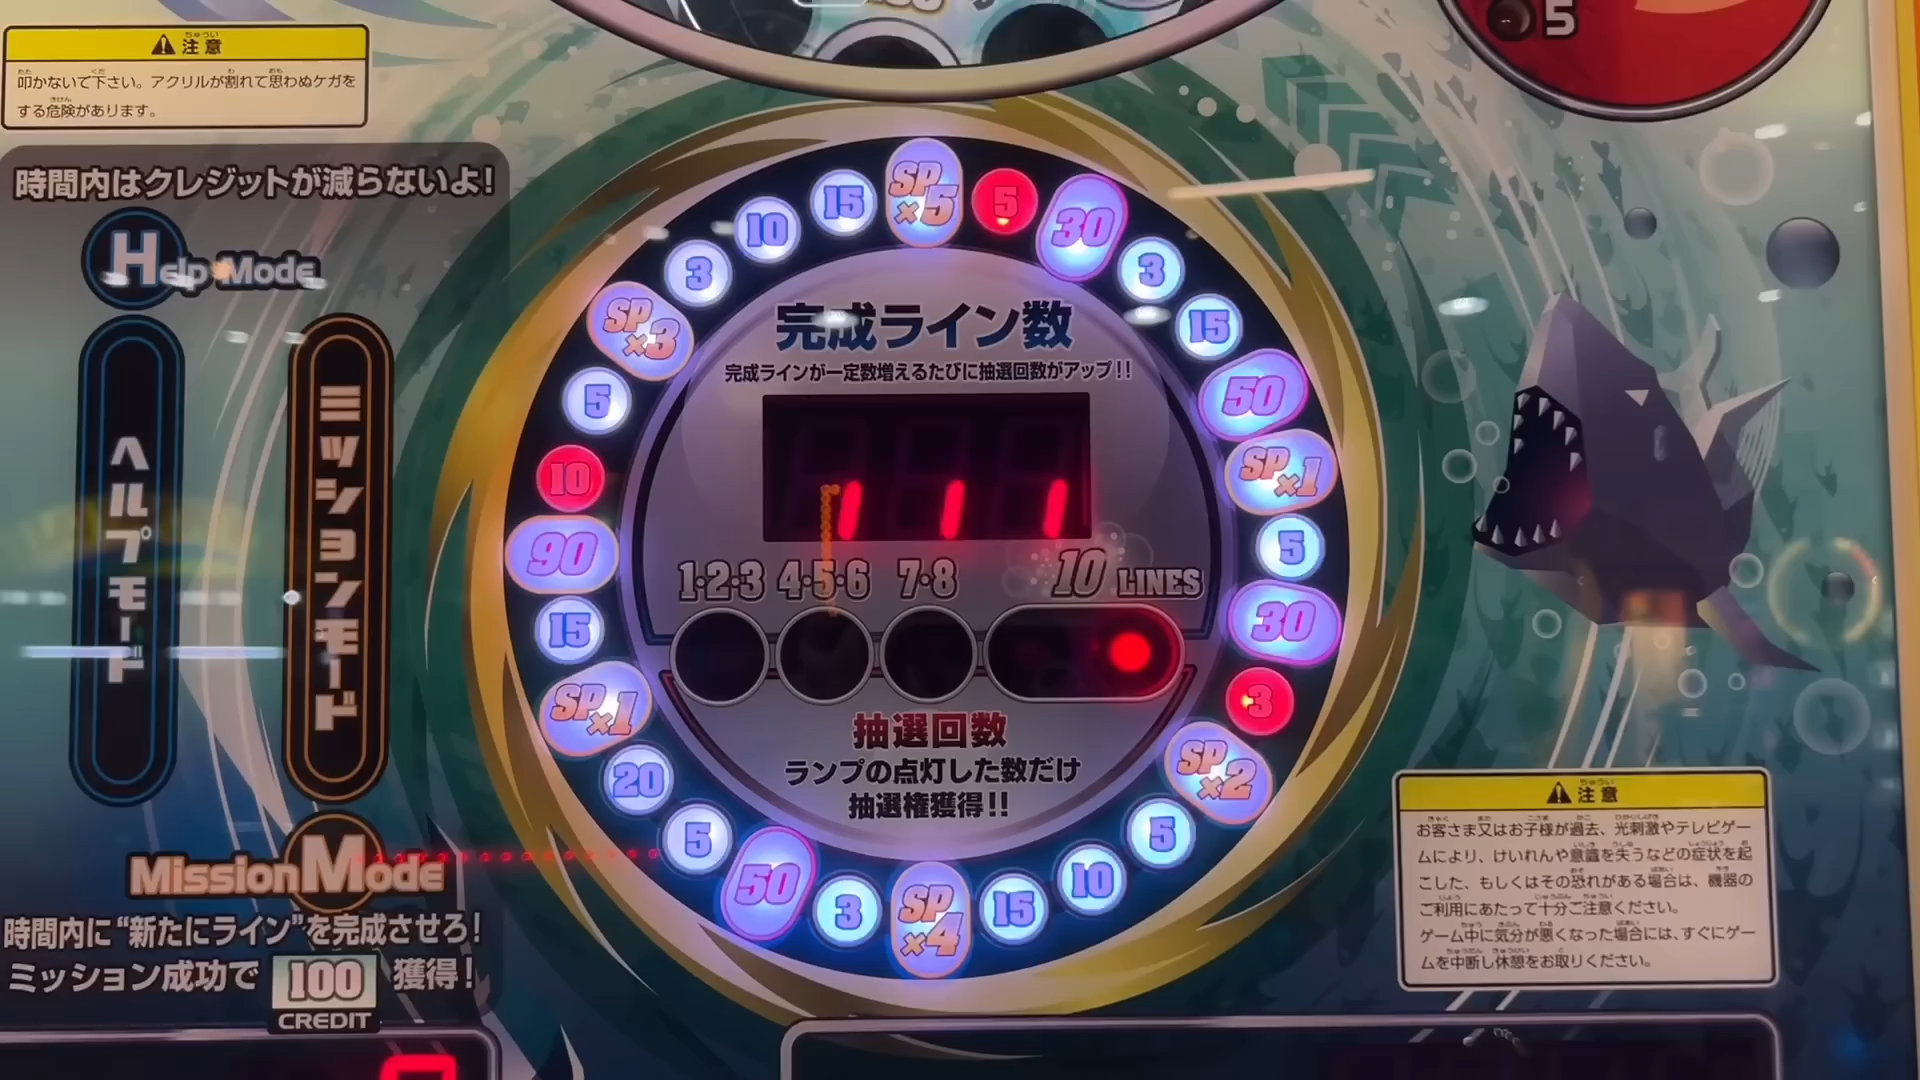 5
注意
叩かないで下さい。アクリルが割れて思わぬケガを
する危険があります。
時間内はクレジットが減らないよ!
Help Mode
ヘルプモード
ミッションモード
Mission Mode
時間内に“新たにライン”を完成させろ!
ミッション成功で 100 獲得!
CREDIT
SP×5
5
30
3
15
50
SP×1
5
30
3
SP×2
5
10
15
SP×4
3
50
5
20
SP×1
15
90
10
5
SP×3
3
10
15
完成ライン数
完成ラインが一定数増えるたびに抽選回数がアップ!!
1·2·3 4·5·6 7·8 10 LINES
抽選回数
ランプの点灯した数だけ
抽選権獲得!!
注意
お客さま又はお子様が過去、光刺激やテレビゲー
ムにより、けいれんや意識を失うなどの症状を起
こした、もしくはその恐れがある場合は、機器の
ご利用にあたって十分ご注意ください。
ゲーム中に気分が悪くなった場合には、すぐにゲー
ムを中断し休憩をお取りください。